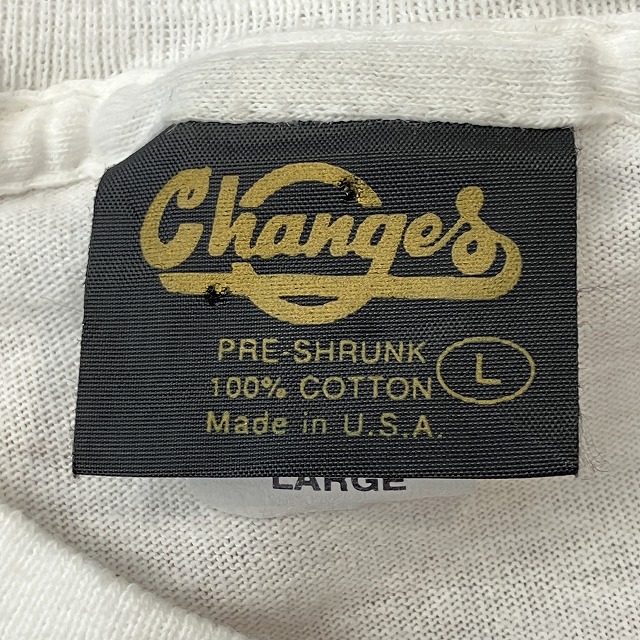 Changes
PRE-SHRUNK
100% COTTON
L
Made in U.S.A.
LARGE